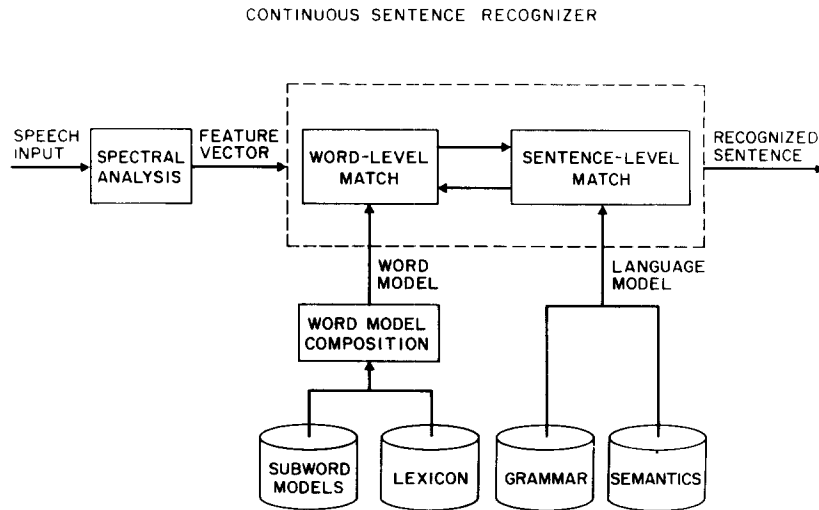 CONTINUOUS SENTENCE RECOGNIZER
SPEECH
INPUT
SPECTRAL
ANALYSIS
FEATURE
VECTOR
WORD-LEVEL
MATCH
SENTENCE-LEVEL
MATCH
RECOGNIZED
SENTENCE
WORD
MODEL
LANGUAGE
MODEL
WORD MODEL
COMPOSITION
SUBWORD
MODELS
LEXICON
GRAMMAR
SEMANTICS